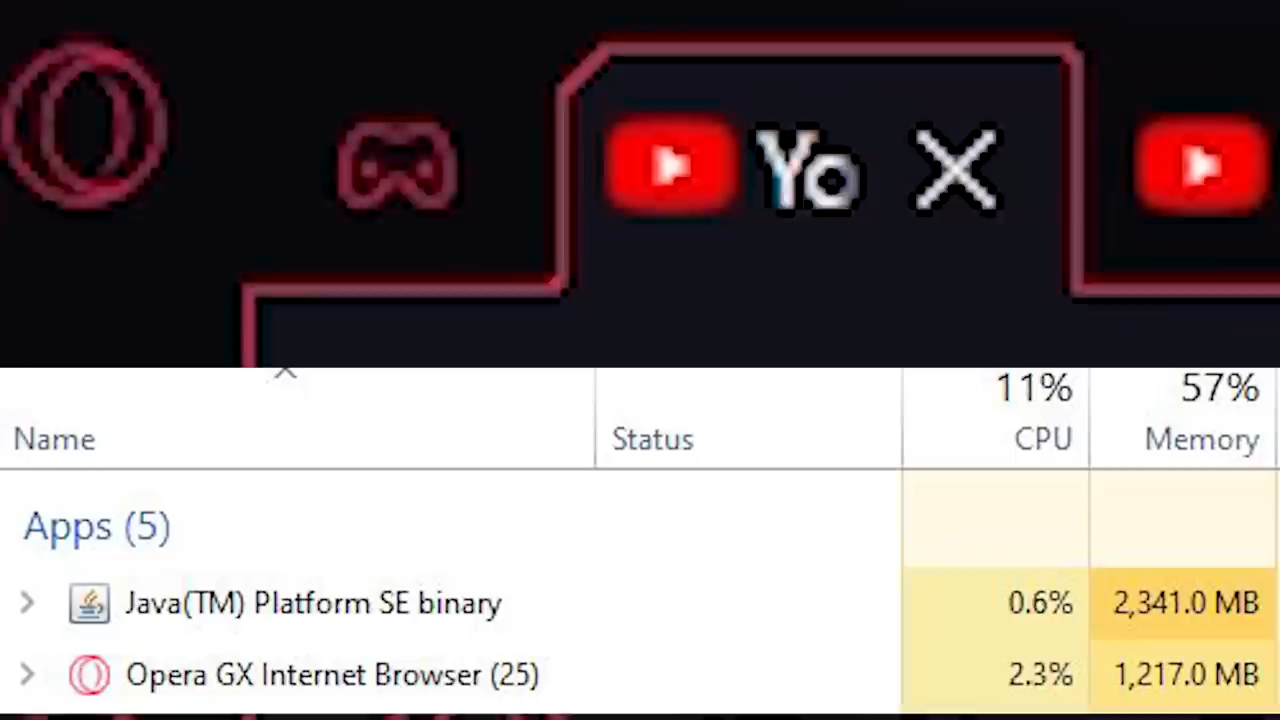 Yo
11% 57%
Name Status CPU Memory
Apps (5)
Java(TM) Platform SE binary 0.6% 2,341.0 MB
Opera GX Internet Browser (25) 2.3% 1,217.0 MB